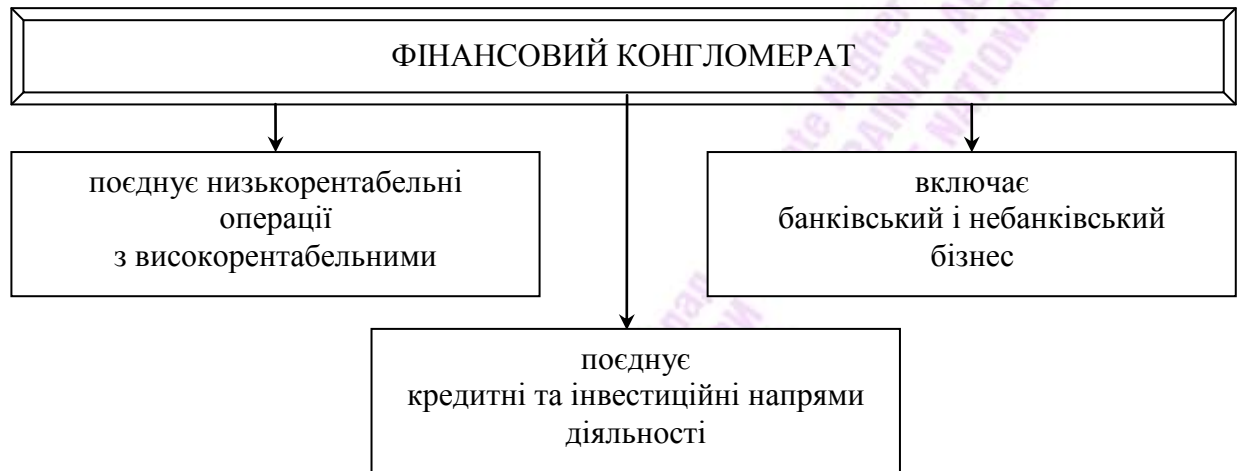 ФІНАНСОВИЙ КОНГЛОМЕРАТ
поєднує низькорентабельні
операції
з високорентабельними
включає
банківський і небанківський
бізнес
поєднує
кредитні та інвестиційні напрями
діяльності